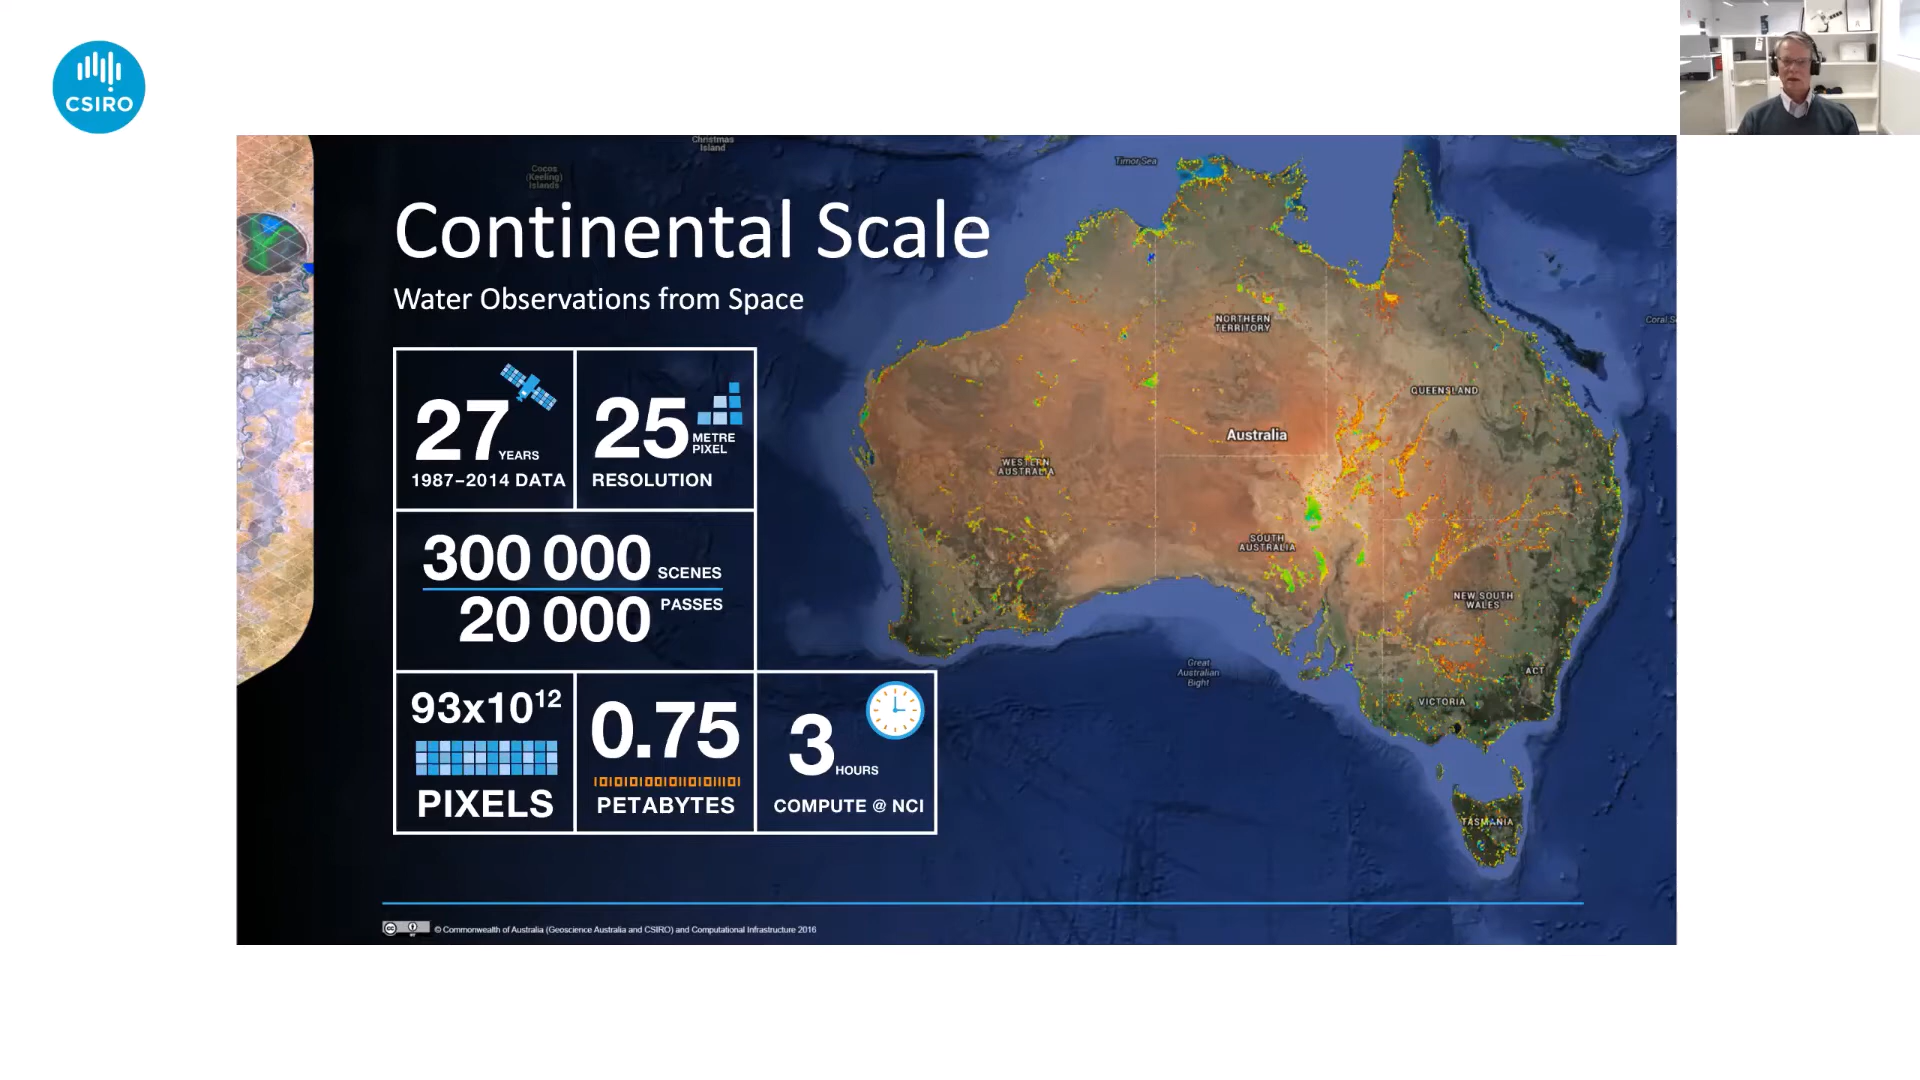 CSIRO
Christmas
Island
Cocos
(Keeling)
Islands
Timor Sea
Continental Scale
Water Observations from Space
27 YEARS
1987–2014 DATA
25 METRE
PIXEL
RESOLUTION
300 000 SCENES
20 000 PASSES
93x10¹²
PIXELS
0.75
PETABYTES
3 HOURS
COMPUTE @ NCI
NORTHERN
TERRITORY
Coral S
QUEENSLAND
Australia
WESTERN
AUSTRALIA
SOUTH
AUSTRALIA
NEW SOUTH
WALES
Great
Australian
Bight
ACT
VICTORIA
TASMANIA
© Commonwealth of Australia (Geoscience Australia and CSIRO) and Computational Infrastructure 2016